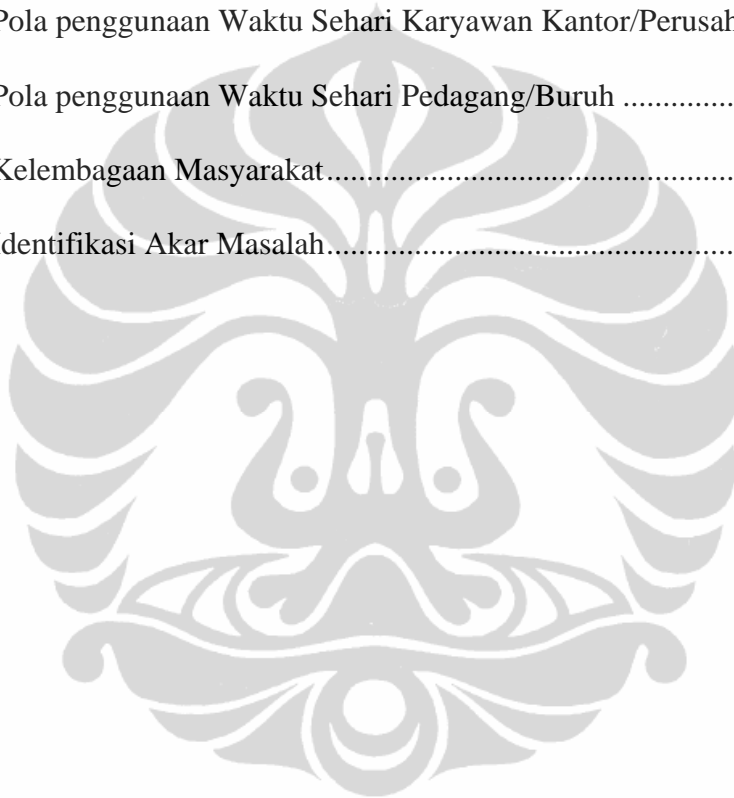 Pola penggunaan Waktu Sehari Karyawan Kantor/Perusah
Pola penggunaan Waktu Sehari Pedagang/Buruh ..............
Kelembagaan Masyarakat.................................................
Identifikasi Akar Masalah.................................................